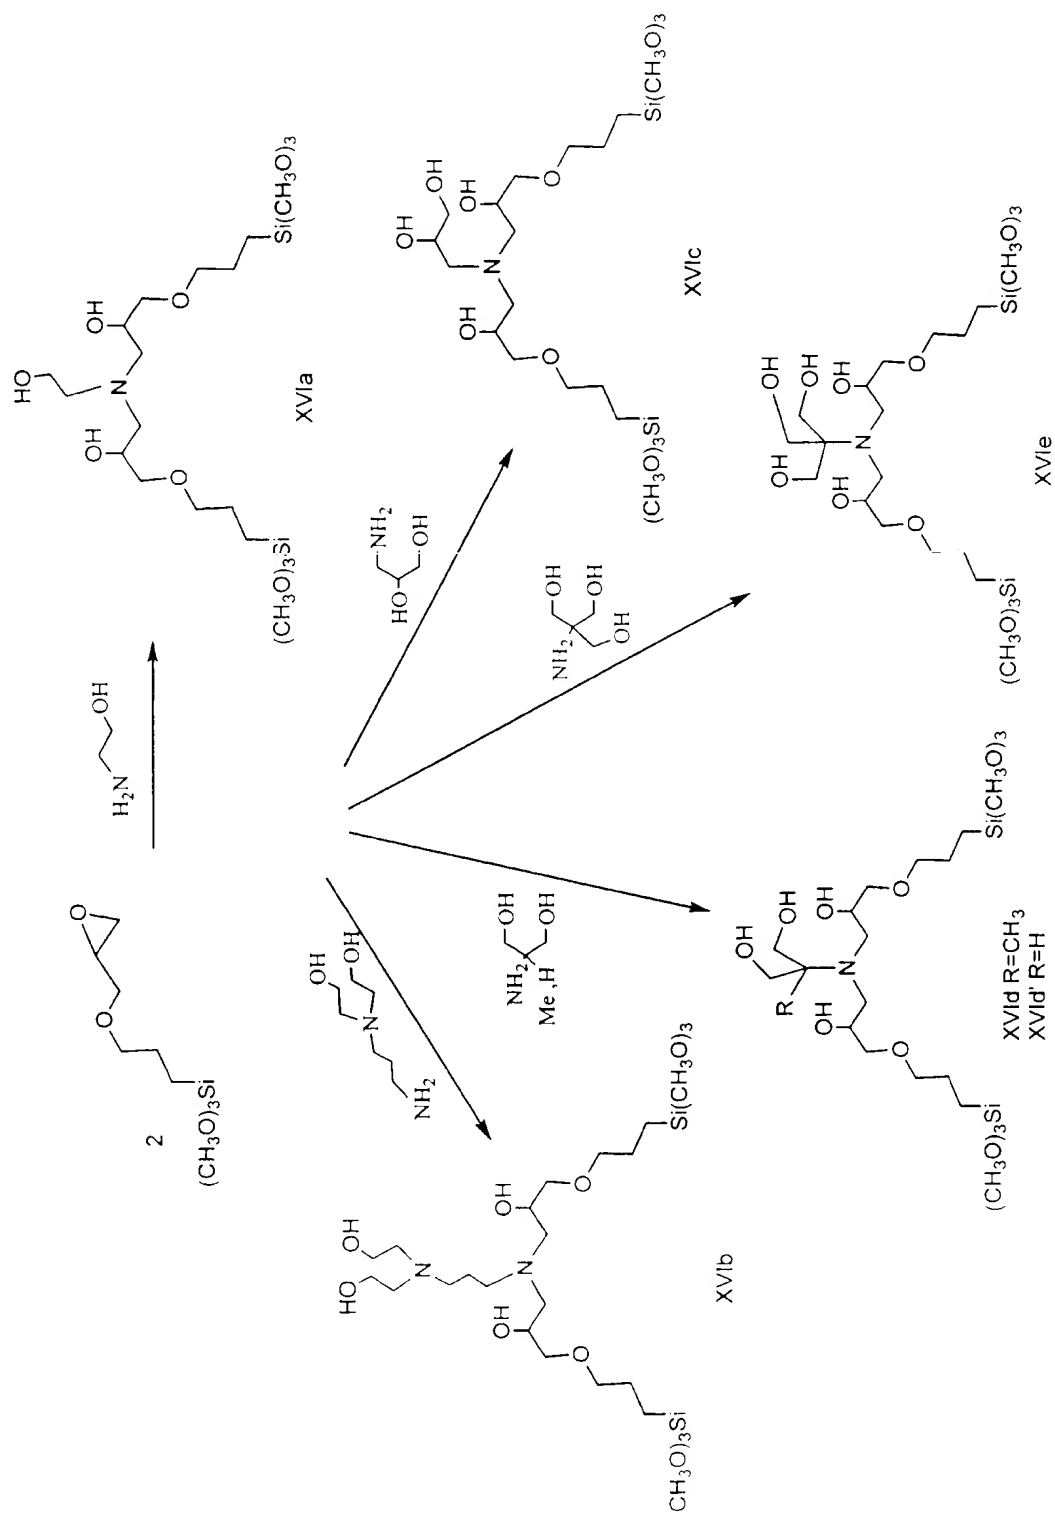 2
(CH₃O)₃Si
O
O
H₂N
OH
HO
N
OH
OH
O
O
(CH₃O)₃Si
Si(CH₃O)₃
XVIa
NH₂
HO
OH
OH
OH
OH
OH
N
O
O
(CH₃O)₃Si
Si(CH₃O)₃
XVIc
NH₂
OH
OH
OH
OH
OH
OH
OH
OH
N
O
O
(CH₃O)₃Si
Si(CH₃O)₃
XVIe
NH₂
Me ,H
OH
OH
OH
OH
R
OH
OH
N
O
O
(CH₃O)₃Si
Si(CH₃O)₃
XVId R=CH₃
XVId' R=H
OH
OH
N
NH₂
HO
OH
N
N
OH
OH
O
O
CH₃O)₃Si
Si(CH₃O)₃
XVIb